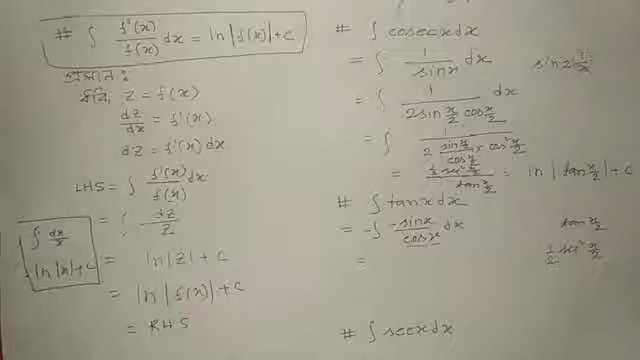 # ∫ f'(x)/f(x) dx = ln|f(x)| + c
প্রমাণ :
ধরি, z = f(x)
dz/dx = f'(x)
dz = f'(x) dx
LHS = ∫ f'(x)/f(x) dx
= ∫ dz/z
= ln|z| + c
= ln|f(x)| + c
= RHS
∫ dx/x
ln|x| + c
# ∫ cosecx dx
= ∫ 1/sinx dx
= ∫ 1/(2 sin x/2 cos x/2) dx
= ∫ 1/(2 (sin x/2)/(cos x/2) × cos² x/2)
= (1/2 sec² x/2)/(tan x/2) = ln|tan x/2| + c
# ∫ tanx dx
= -∫ -sinx/cosx dx
=
tan x/2
1/2 sec² x/2
# ∫ secx dx